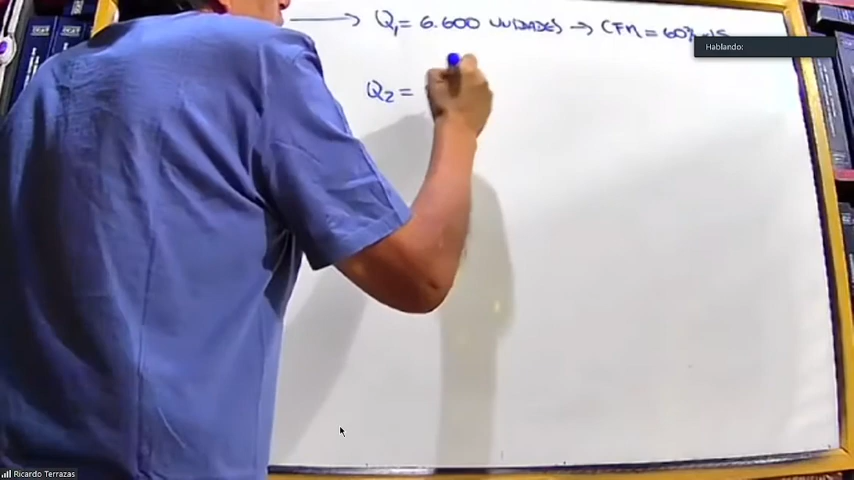 → Q₁ = 6.600 UNIDADES → CFM = 60
Hablando:
Q₂ =
Ricardo Terrazas